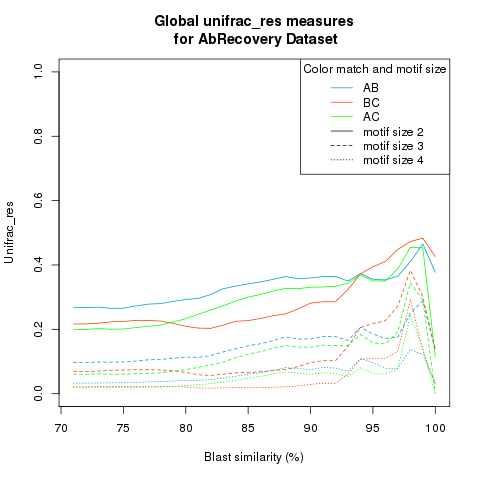 Global unifrac_res measures
for AbRecovery Dataset
Color match and motif size
AB
BC
AC
motif size 2
motif size 3
motif size 4
Unifrac_res
1.0
0.8
0.6
0.4
0.2
0.0
70 75 80 85 90 95 100
Blast similarity (%)